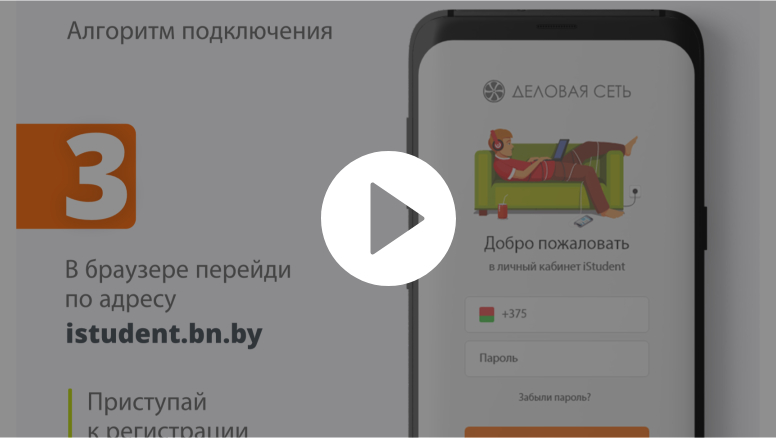 Алгоритм подключения
3
В браузере перейди
по адресу
istudent.bn.by
Приступай
к регистрации
ДЕЛОВАЯ СЕТЬ
Добро пожаловать
в личный кабинет iStudent
+375
Пароль
Забыли пароль?